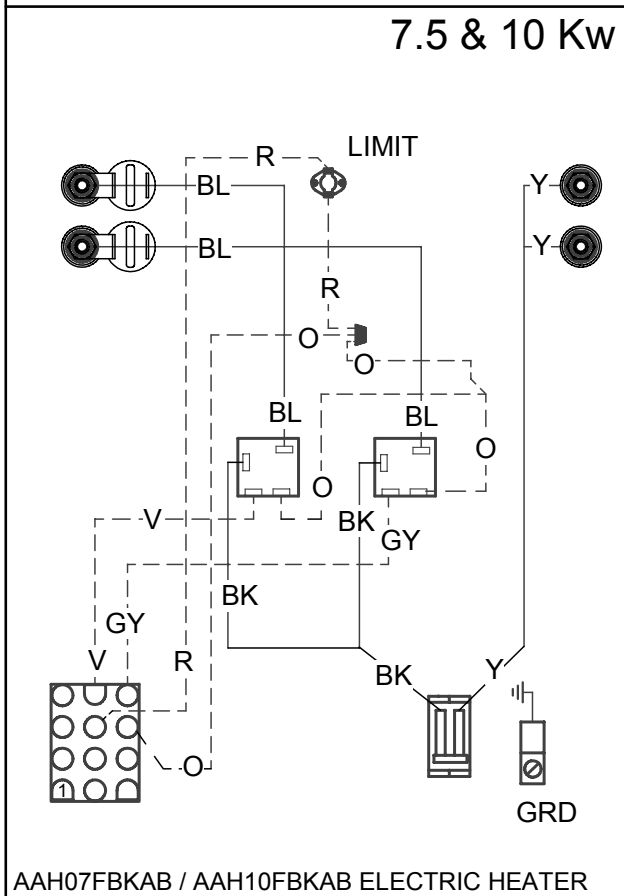 7.5 & 10 Kw
LIMIT
R
BL
Y
BL
Y
R
O
O
BL
BL
O
O
V
BK
GY
BK
GY
V
R
BK
Y
O
1
GRD
AAH07FBKAB / AAH10FBKAB ELECTRIC HEATER